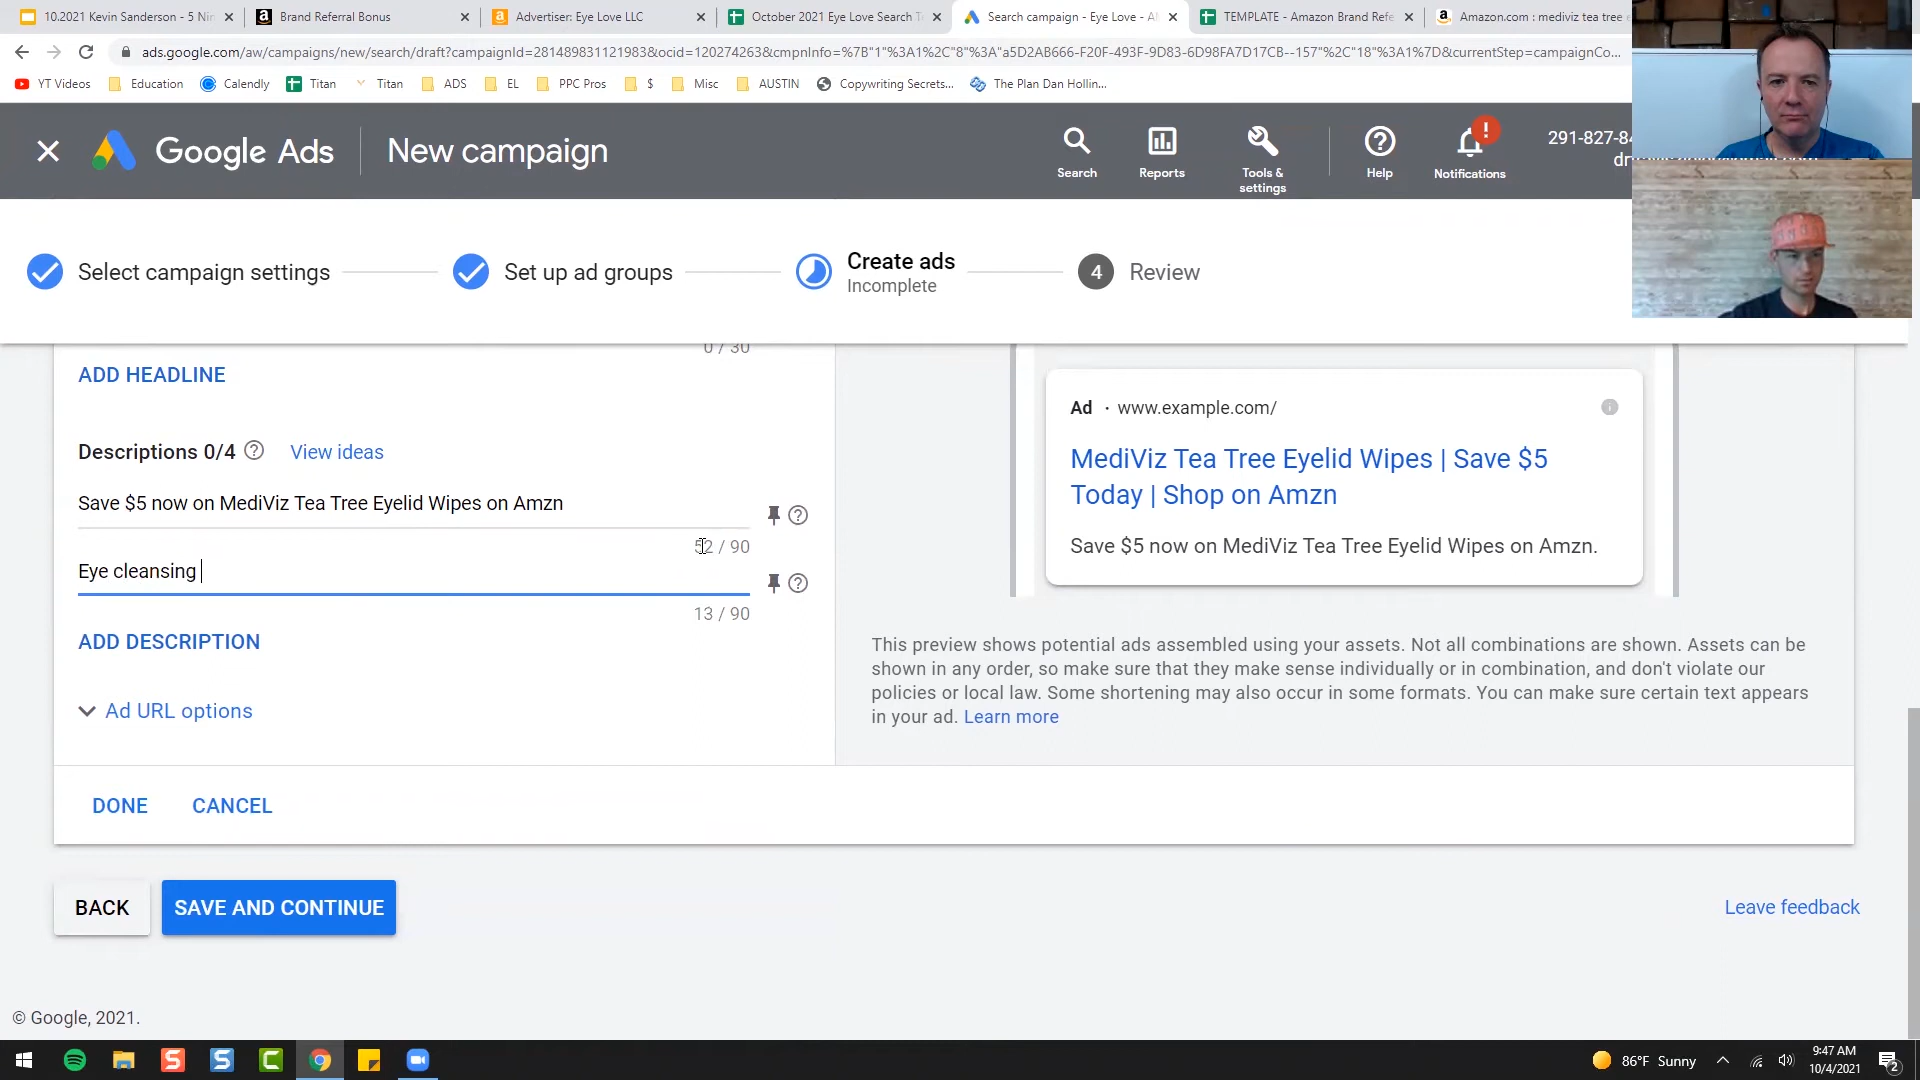 10.2021 Kevin Sanderson - 5 Nin
Brand Referral Bonus
Advertiser: Eye Love LLC
October 2021 Eye Love Search T
Search campaign - Eye Love - A
TEMPLATE - Amazon Brand Refe
Amazon.com : mediviz tea tree
ads.google.com/aw/campaigns/new/search/draft?campaignId=281489831121983&ocid=120274263&cmpnInfo=%7B"1"%3A1%2C"8"%3A"a5D2AB666-F20F-493F-9D83-6D98FA7D17CB--157"%2C"18"%3A1%7D&currentStep=campaignCo...
YT Videos
Education
Calendly
Titan
Titan
ADS
EL
PPC Pros
$
Misc
AUSTIN
Copywriting Secrets...
The Plan Dan Hollin...
Google Ads
New campaign
Search
Reports
Tools & settings
Help
Notifications
291-827-84
Select campaign settings
Set up ad groups
Create ads
Incomplete
4 Review
0 / 30
ADD HEADLINE
Descriptions 0/4
View ideas
Save $5 now on MediViz Tea Tree Eyelid Wipes on Amzn
52 / 90
Eye cleansing
13 / 90
ADD DESCRIPTION
Ad URL options
DONE
CANCEL
Ad · www.example.com/
MediViz Tea Tree Eyelid Wipes | Save $5
Today | Shop on Amzn
Save $5 now on MediViz Tea Tree Eyelid Wipes on Amzn.
This preview shows potential ads assembled using your assets. Not all combinations are shown. Assets can be
shown in any order, so make sure that they make sense individually or in combination, and don't violate our
policies or local law. Some shortening may also occur in some formats. You can make sure certain text appears
in your ad. Learn more
BACK
SAVE AND CONTINUE
Leave feedback
© Google, 2021.
86°F Sunny
9:47 AM
10/4/2021
2